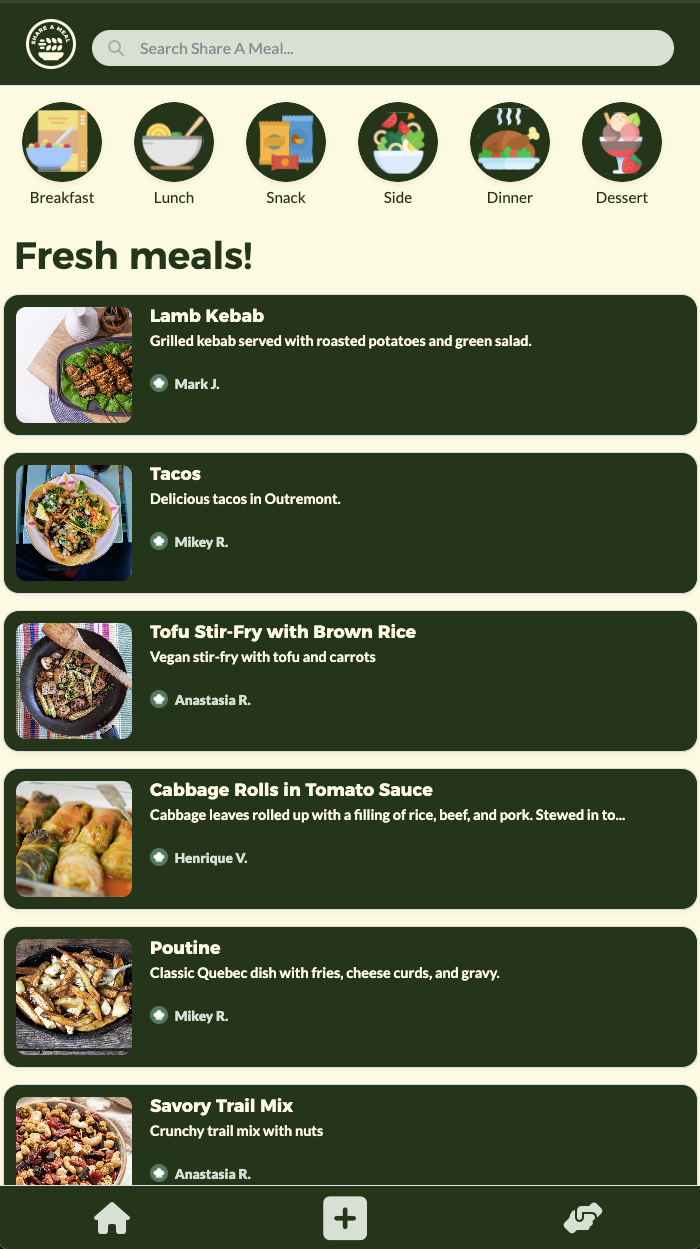 SHARE A MEAL
Search Share A Meal...
Breakfast
Lunch
Snack
Side
Dinner
Dessert
Fresh meals!
Lamb Kebab
Grilled kebab served with roasted potatoes and green salad.
Mark J.
Tacos
Delicious tacos in Outremont.
Mikey R.
Tofu Stir-Fry with Brown Rice
Vegan stir-fry with tofu and carrots
Anastasia R.
Cabbage Rolls in Tomato Sauce
Cabbage leaves rolled up with a filling of rice, beef, and pork. Stewed in to...
Henrique V.
Poutine
Classic Quebec dish with fries, cheese curds, and gravy.
Mikey R.
Savory Trail Mix
Crunchy trail mix with nuts
Anastasia R.